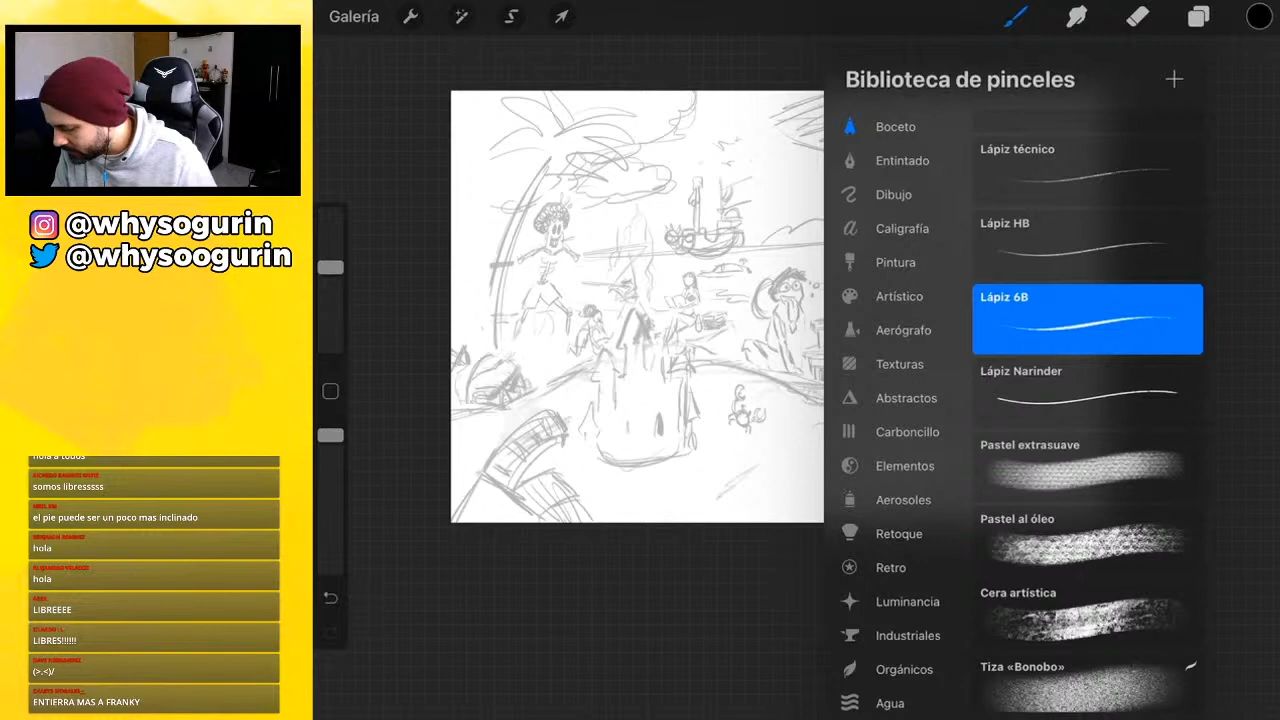 Galería
@whysogurin
@whysoogurin
hola a todos
somos libresssss
el pie puede ser un poco mas inclinado
hola
hola
LIBREEEE
LIBRES!!!!!!
(>.<)/
ENTIERRA MAS A FRANKY
Biblioteca de pinceles
Boceto
Entintado
Dibujo
Caligrafía
Pintura
Artístico
Aerógrafo
Texturas
Abstractos
Carboncillo
Elementos
Aerosoles
Retoque
Retro
Luminancia
Industriales
Orgánicos
Agua
Lápiz técnico
Lápiz HB
Lápiz 6B
Lápiz Narinder
Pastel extrasuave
Pastel al óleo
Cera artística
Tiza «Bonobo»